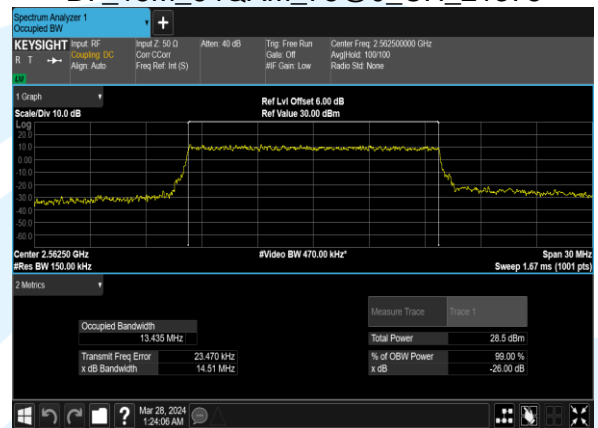 Spectrum Analyzer 1
Occupied BW
KEYSIGHT
R T
LV
Input: RF
Coupling: DC
Align: Auto
Input Z: 50 Ω
Corr CCorr
Freq Ref: Int (S)
Atten: 40 dB
Trig: Free Run
Gate: Off
#IF Gain: Low
Center Freq: 2.562500000 GHz
Avg|Hold: 100/100
Radio Std: None
1 Graph
Scale/Div 10.0 dB
Ref Lvl Offset 6.00 dB
Ref Value 30.00 dBm
Log
20.0
10.0
0.00
-10.0
-20.0
-30.0
-40.0
-50.0
-60.0
Center 2.56250 GHz
#Res BW 150.00 kHz
#Video BW 470.00 kHz*
Span 30 MHz
Sweep 1.67 ms (1001 pts)
2 Metrics
Measure Trace Trace 1
Occupied Bandwidth
13.435 MHz
Total Power 28.5 dBm
Transmit Freq Error 23.470 kHz
% of OBW Power 99.00 %
x dB Bandwidth 14.51 MHz
x dB -26.00 dB
Mar 28, 2024
1:24:06 AM